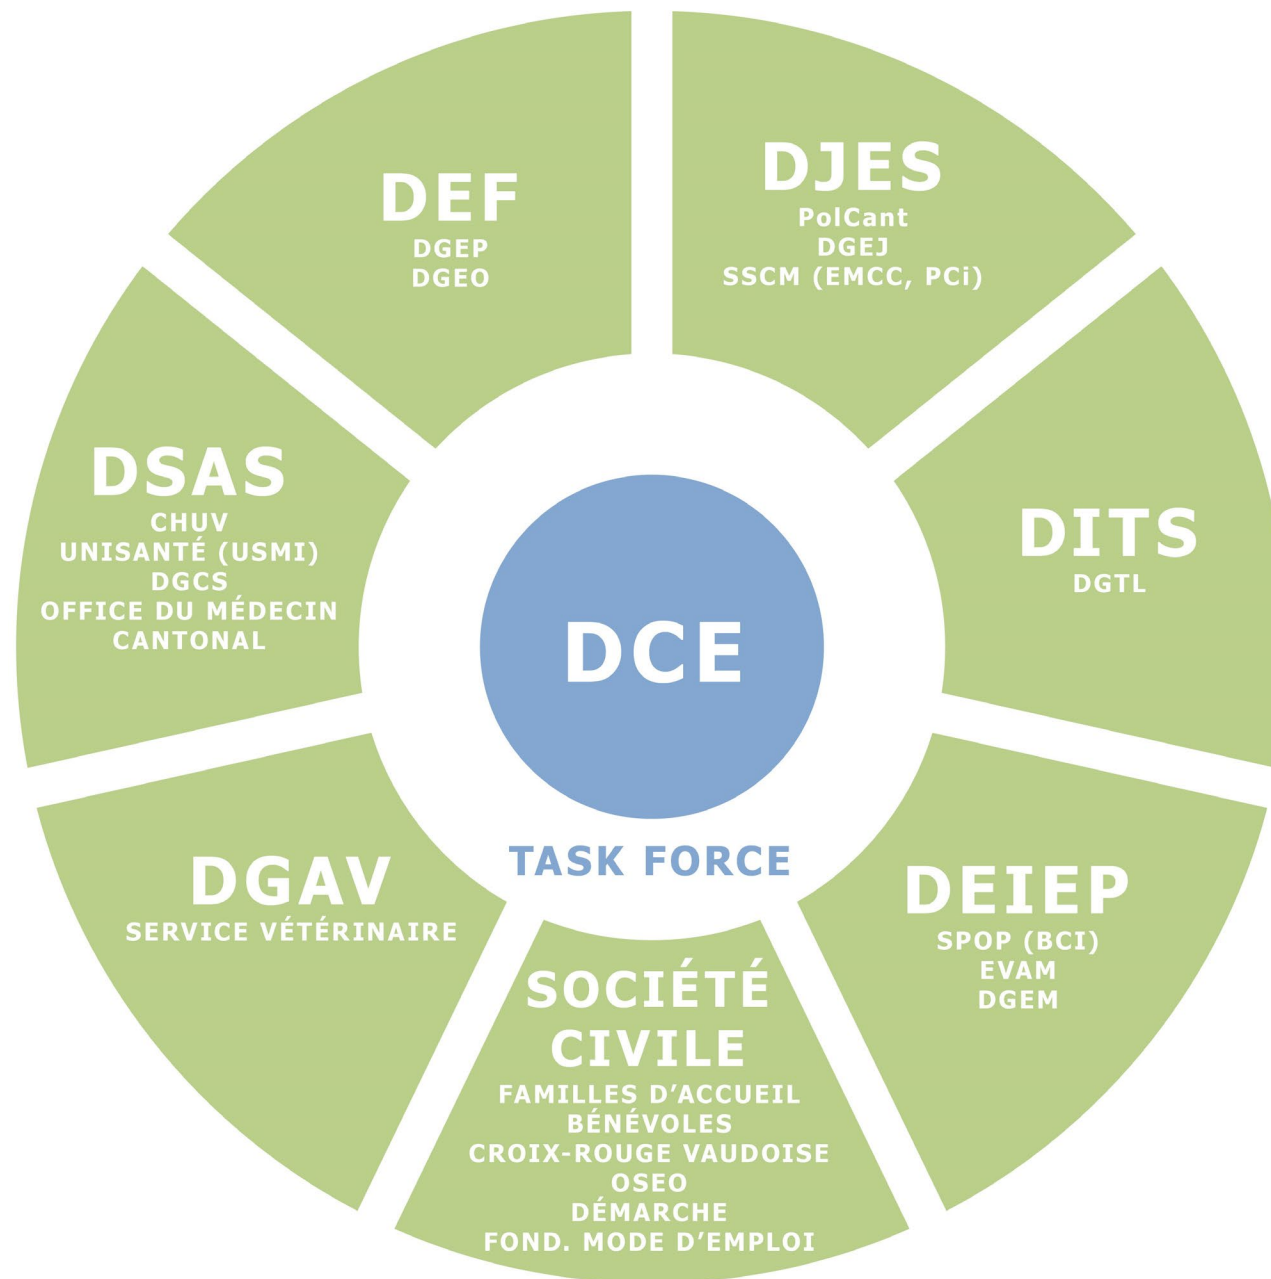 DEF
DGEP
DGEO
DJES
PolCant
DGEJ
SSCM (EMCC, PCi)
DSAS
CHUV
UNISANTÉ (USMI)
DGCS
OFFICE DU MÉDECIN
CANTONAL
DITS
DGTL
DCE
TASK FORCE
DGAV
SERVICE VÉTÉRINAIRE
DEIEP
SPOP (BCI)
EVAM
DGEM
SOCIÉTÉ
CIVILE
FAMILLES D’ACCUEIL
BÉNÉVOLES
CROIX-ROUGE VAUDOISE
OSEO
DÉMARCHE
FOND. MODE D’EMPLOI